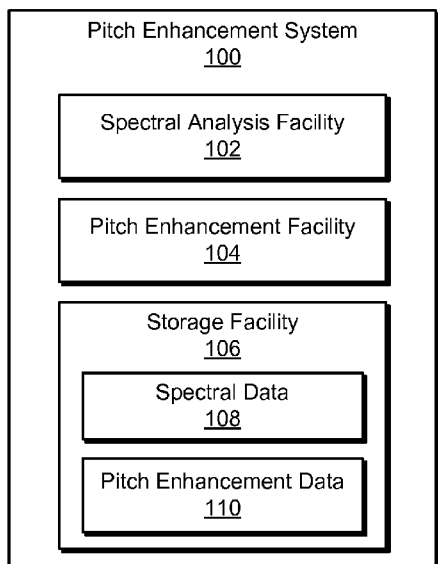 Pitch Enhancement System
100
Spectral Analysis Facility
102
Pitch Enhancement Facility
104
Storage Facility
106
Spectral Data
108
Pitch Enhancement Data
110